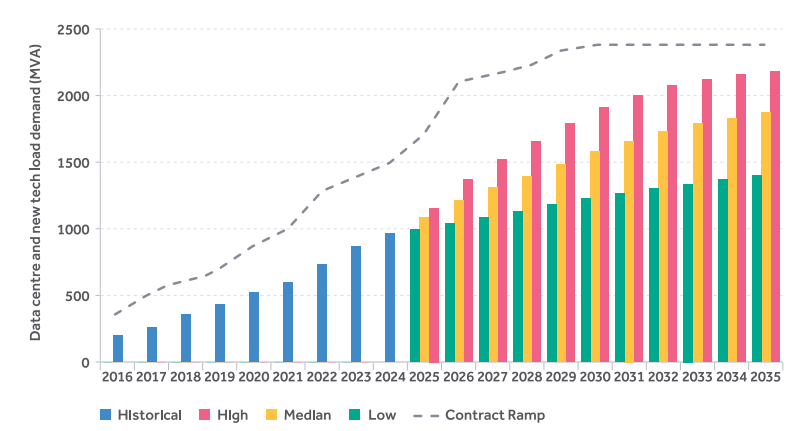 Data centre and new tech load demand (MVA)
2500
2000
1500
1000
500
0
2016 2017 2018 2019 2020 2021 2022 2023 2024 2025 2026 2027 2028 2029 2030 2031 2032 2033 2034 2035
Historical High Median Low Contract Ramp